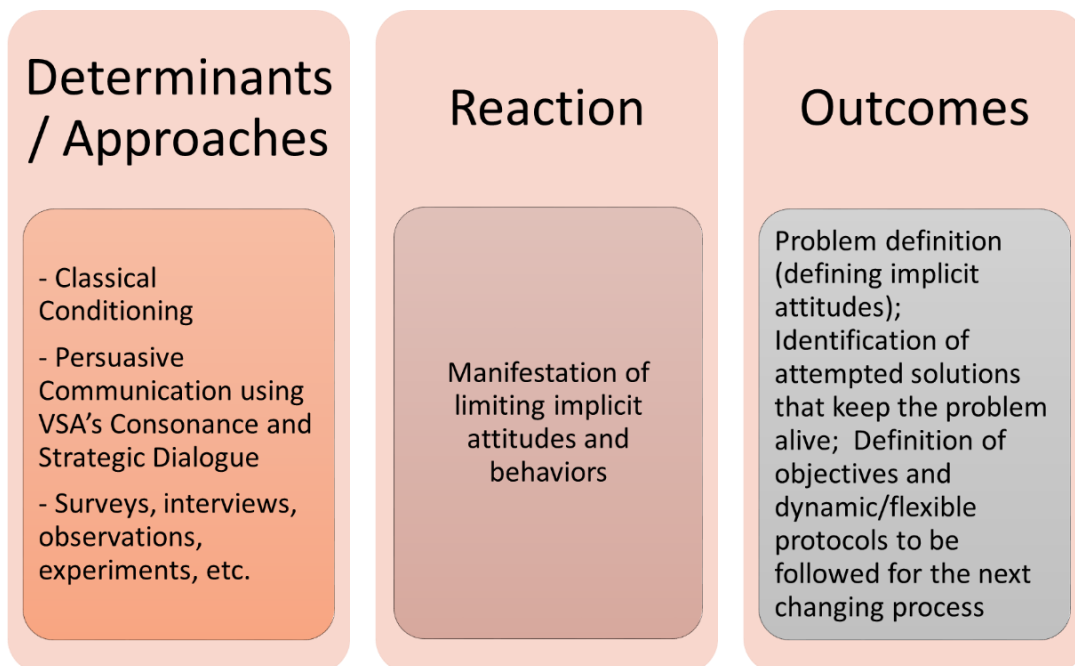 Determinants
/ Approaches
- Classical
Conditioning
- Persuasive
Communication using
VSA’s Consonance and
Strategic Dialogue
- Surveys, interviews,
observations,
experiments, etc.
Reaction
Manifestation of
limiting implicit
attitudes and
behaviors
Outcomes
Problem definition
(defining implicit
attitudes);
Identification of
attempted solutions
that keep the problem
alive;  Definition of
objectives and
dynamic/flexible
protocols to be
followed for the next
changing process